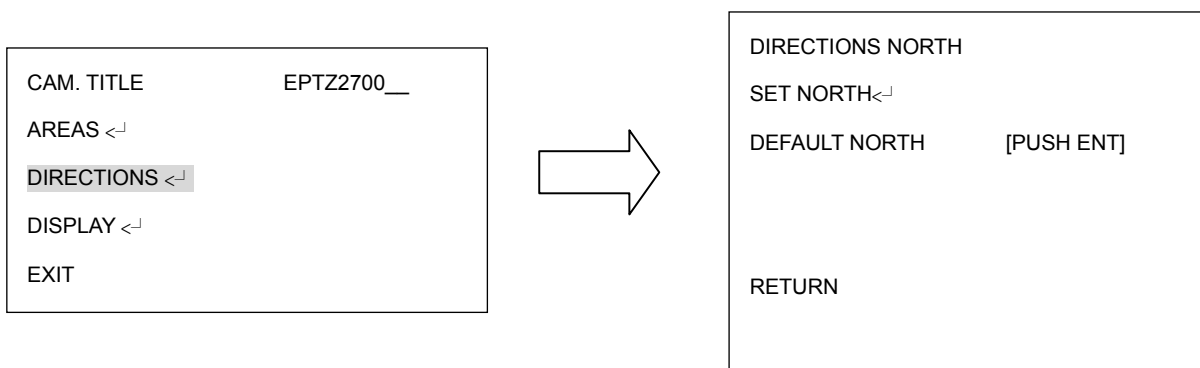 CAM. TITLE EPTZ2700__
AREAS <┘
DIRECTIONS <┘
DISPLAY <┘
EXIT
DIRECTIONS NORTH
SET NORTH<┘
DEFAULT NORTH [PUSH ENT]
RETURN